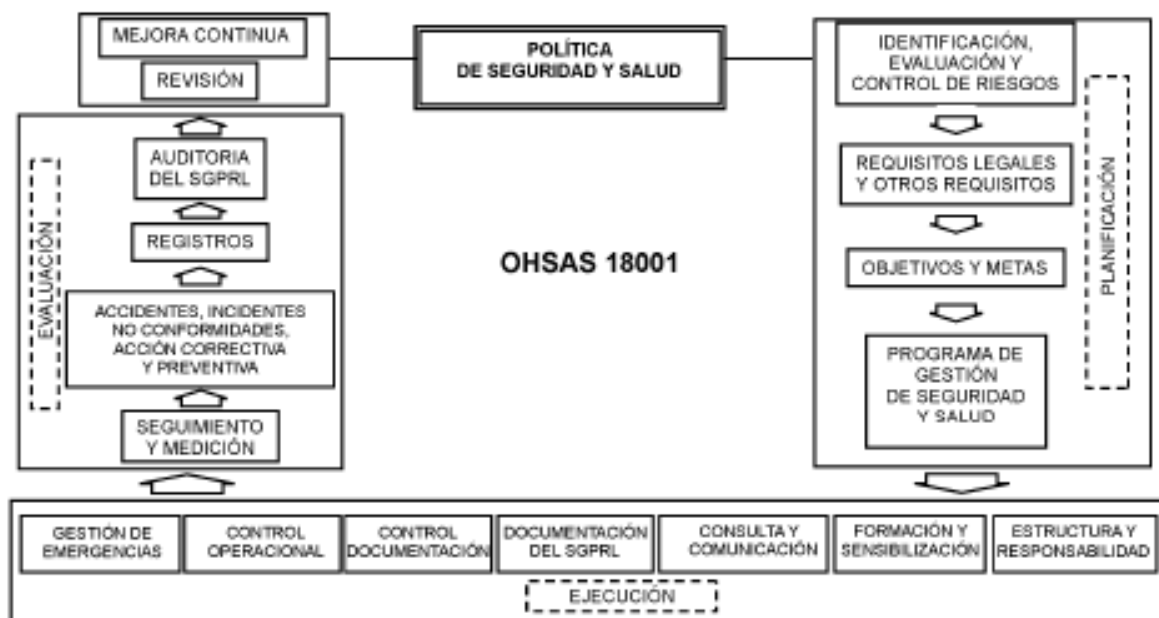 MEJORA CONTINUA
REVISIÓN
POLÍTICA
DE SEGURIDAD Y SALUD
IDENTIFICACIÓN,
EVALUACIÓN Y
CONTROL DE RIESGOS
REQUISITOS LEGALES
Y OTROS REQUISITOS
OBJETIVOS Y METAS
PROGRAMA DE
GESTIÓN
DE SEGURIDAD
Y SALUD
PLANIFICACIÓN
OHSAS 18001
AUDITORIA
DEL SGPRL
REGISTROS
ACCIDENTES, INCIDENTES
NO CONFORMIDADES,
ACCIÓN CORRECTIVA
Y PREVENTIVA
SEGUIMIENTO
Y MEDICIÓN
EVALUACIÓN
GESTIÓN DE
EMERGENCIAS
CONTROL
OPERACIONAL
CONTROL
DOCUMENTACIÓN
DOCUMENTACIÓN
DEL SGPRL
CONSULTA Y
COMUNICACIÓN
FORMACIÓN Y
SENSIBILIZACIÓN
ESTRUCTURA Y
RESPONSABILIDAD
EJECUCIÓN